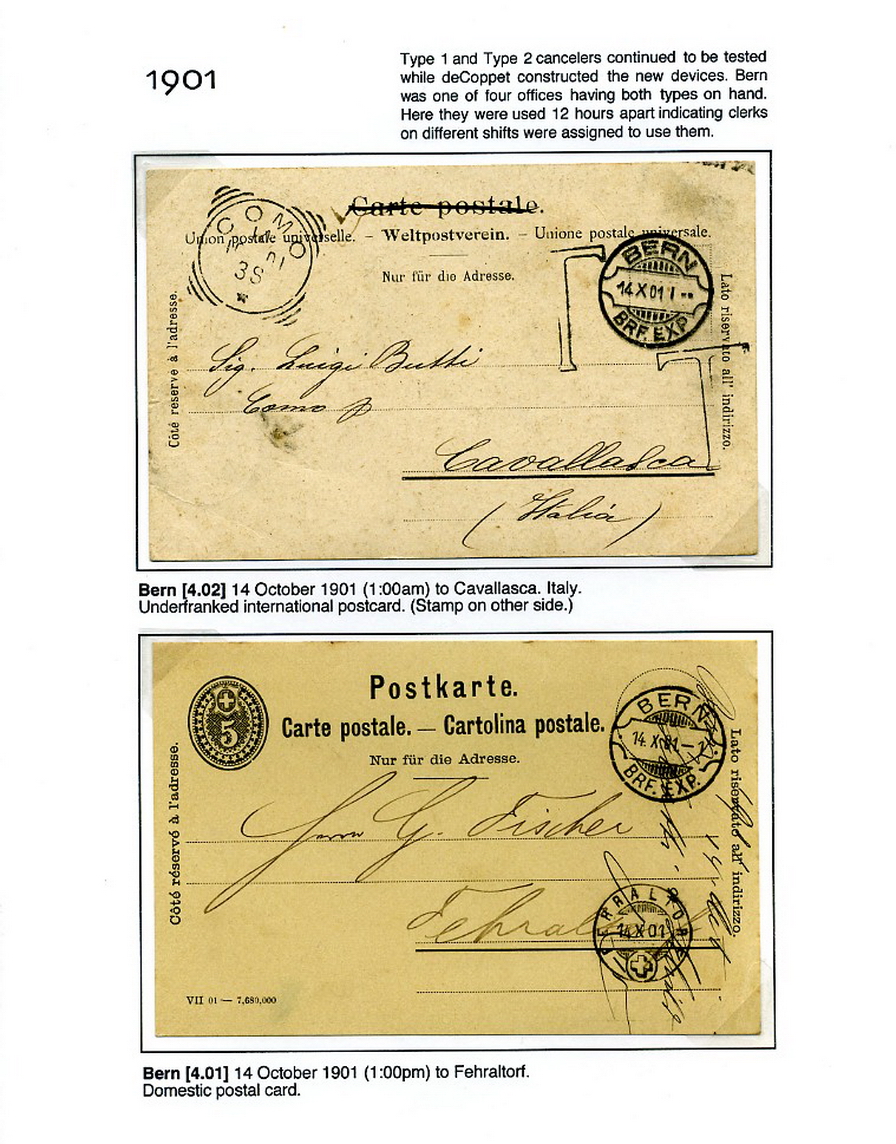 1901
Type 1 and Type 2 cancelers continued to be tested
while deCoppet constructed the new devices. Bern
was one of four offices having both types on hand.
Here they were used 12 hours apart indicating clerks
on different shifts were assigned to use them.
Carte postale.
Union postale universelle. – Weltpostverein. – Unione postale universale.
Nur für die Adresse.
COMO
BERN
14.X.01 I --
BRF. EXP.
T
T
Côté reservé à l'adresse.
Lato riservato all' indirizzo.
Sig. Luigi Butti
Como
Cavallasca
(Italia)
Bern [4.02] 14 October 1901 (1:00am) to Cavallasca. Italy.
Underfranked international postcard. (Stamp on other side.)
5
Postkarte.
Carte postale. — Cartolina postale.
Nur für die Adresse.
BERN
14.X.01
BRF. EXP.
Côté réservé à l'adresse.
Lato riservato all' indirizzo.
Herrn G. Fischer
Fehraltorf
FEHRALTORF
14.X.01
VII 01 — 7,680,000
Bern [4.01] 14 October 1901 (1:00pm) to Fehraltorf.
Domestic postal card.